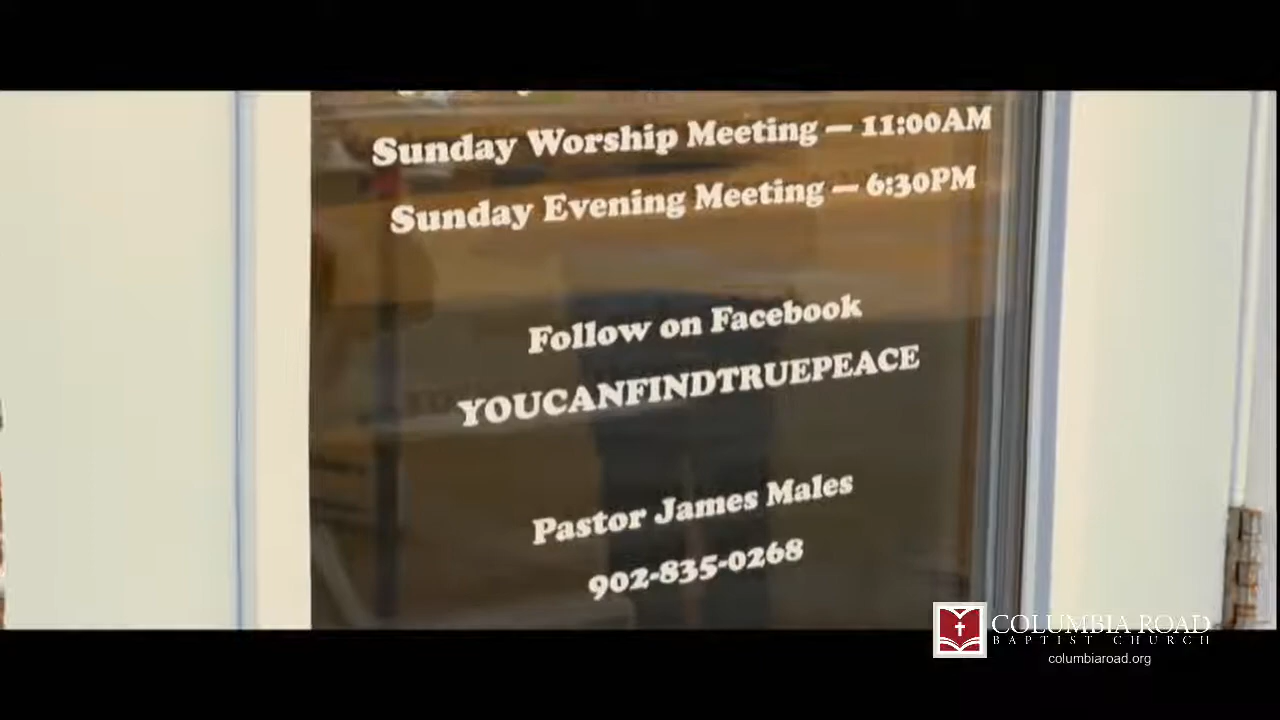 Sunday Worship Meeting – 11:00AM
Sunday Evening Meeting – 6:30PM
Follow on Facebook
YOUCANFINDTRUEPEACE
Pastor James Males
902-835-0268
COLUMBIA ROAD
BAPTIST CHURCH
columbiaroad.org